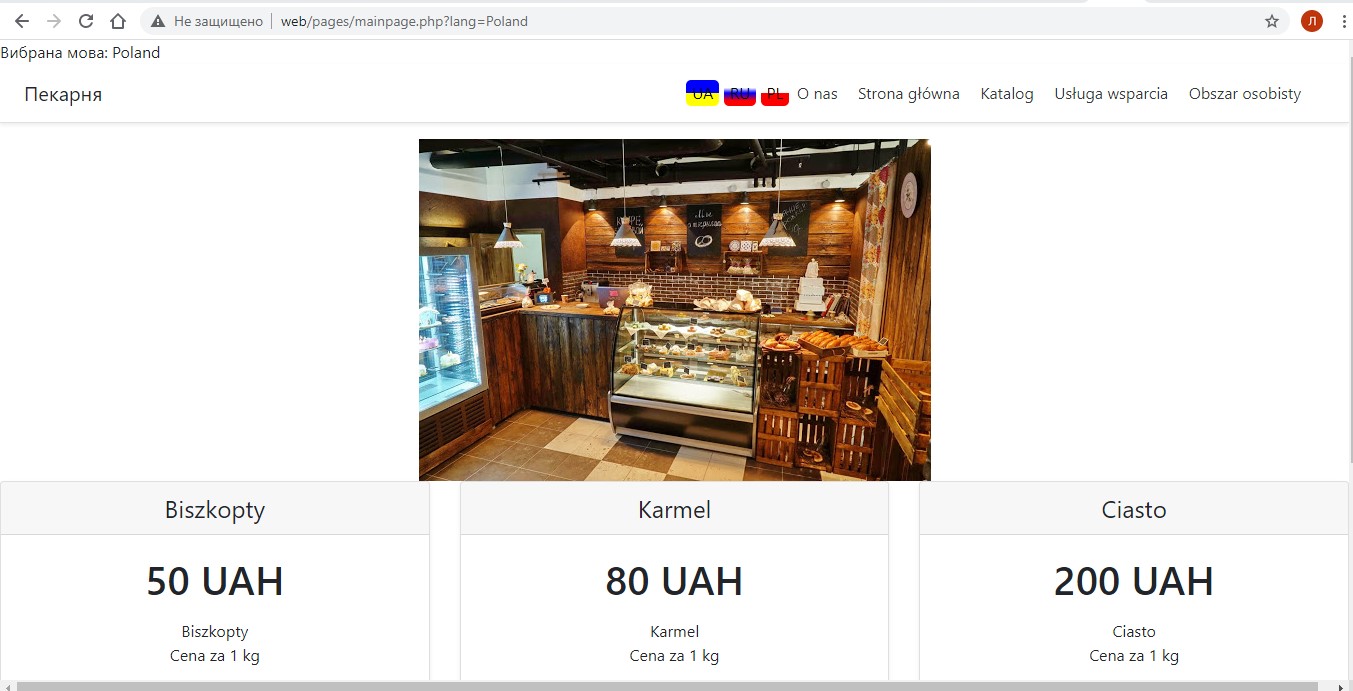 Не защищено
web/pages/mainpage.php?lang=Poland
Л
Вибрана мова: Poland
Пекарня
UA RU PL O nas Strona główna Katalog Usługa wsparcia Obszar osobisty
Biszkopty
50 UAH
Biszkopty
Cena za 1 kg
Karmel
80 UAH
Karmel
Cena za 1 kg
Ciasto
200 UAH
Ciasto
Cena za 1 kg